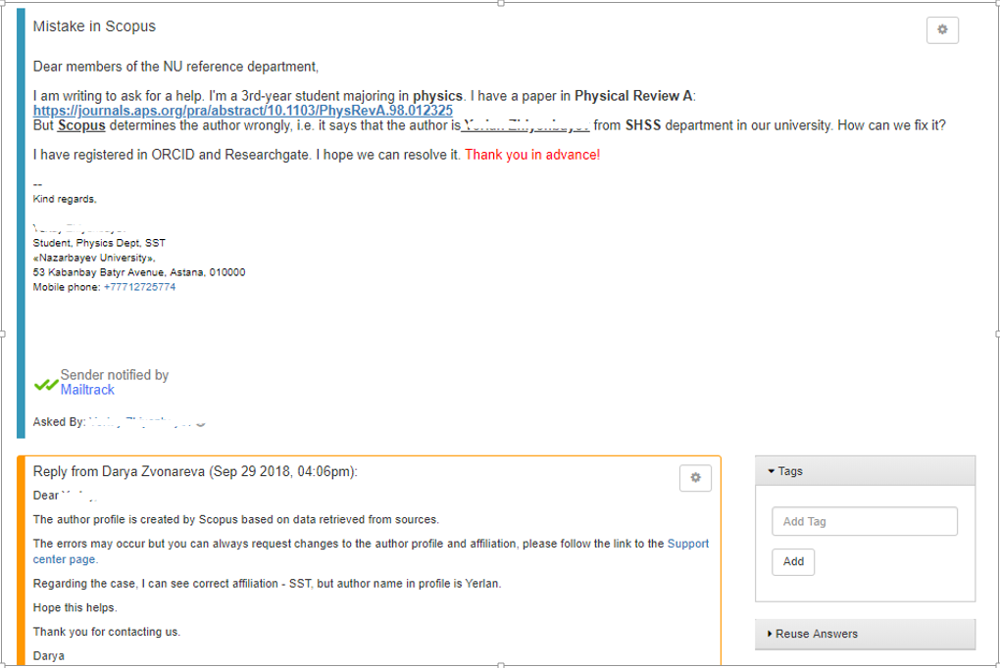 Mistake in Scopus
Dear members of the NU reference department,
I am writing to ask for a help. I'm a 3rd-year student majoring in physics. I have a paper in Physical Review A:
https://journals.aps.org/pra/abstract/10.1103/PhysRevA.98.012325
But Scopus determines the author wrongly, i.e. it says that the author is from SHSS department in our university. How can we fix it?
I have registered in ORCID and Researchgate. I hope we can resolve it. Thank you in advance!
--
Kind regards,
Student, Physics Dept, SST
«Nazarbayev University»,
53 Kabanbay Batyr Avenue, Astana, 010000
Mobile phone: +77712725774
Sender notified by
Mailtrack
Asked By:
Reply from Darya Zvonareva (Sep 29 2018, 04:06pm):
Dear
The author profile is created by Scopus based on data retrieved from sources.
The errors may occur but you can always request changes to the author profile and affiliation, please follow the link to the Support
center page.
Regarding the case, I can see correct affiliation - SST, but author name in profile is Yerlan.
Hope this helps.
Thank you for contacting us.
Darya
Tags
Add Tag
Add
Reuse Answers